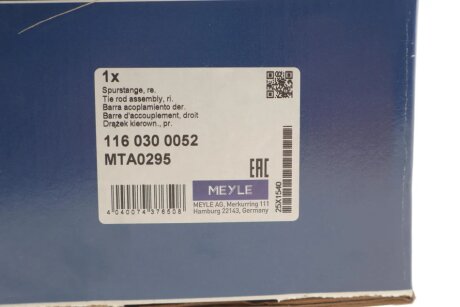 1x
Spurstange, re.
Tie rod assembly, ri.
Barra acoplamiento der.
Barre d'accouplement, droit
Drążek kierown., pr.
116 030 0052
MTA0295
EAC
MEYLE
MEYLE AG, Merkurring 111
Hamburg 22143, Germany
4 040074 376508
25X1540